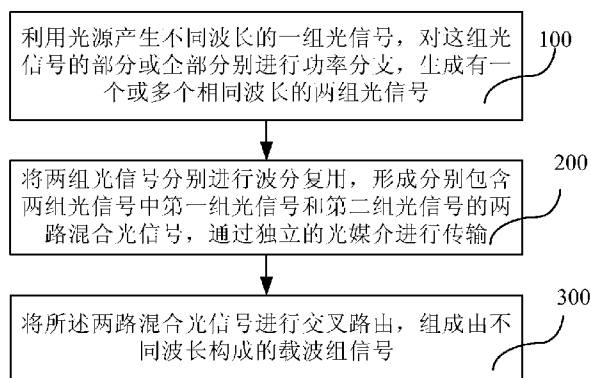 利用光源产生不同波长的一组光信号，对这组光
信号的部分或全部分别进行功率分支，生成有一
个或多个相同波长的两组光信号
100
将两组光信号分别进行波分复用，形成分别包含
两组光信号中第一组光信号和第二组光信号的两
路混合光信号，通过独立的光媒介进行传输
200
将所述两路混合光信号进行交叉路由，组成由不
同波长构成的载波组信号
300